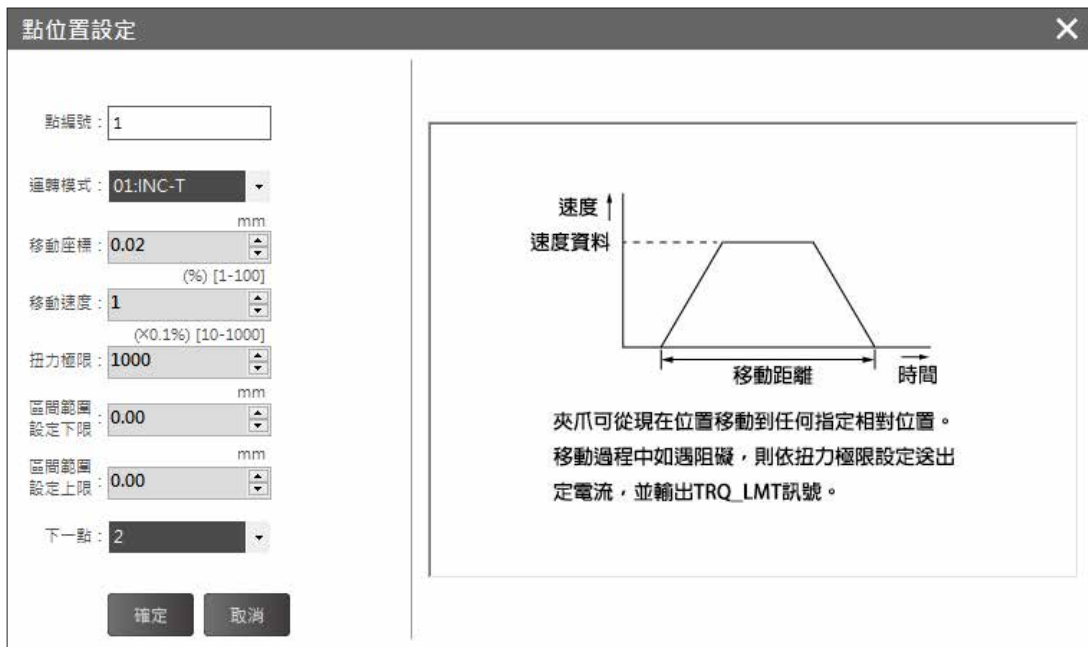 點位置設定
點編號：1
運轉模式：01:INC-T
mm
移動座標：0.02
(%) [1-100]
移動速度：1
(X0.1%) [10-1000]
扭力極限：1000
mm
區間範圍
設定下限：0.00
mm
區間範圍
設定上限：0.00
下一點：2
確定 取消
速度
速度資料
移動距離
時間
夾爪可從現在位置移動到任何指定相對位置。
移動過程中如遇阻礙，則依扭力極限設定送出
定電流，並輸出TRQ_LMT訊號。